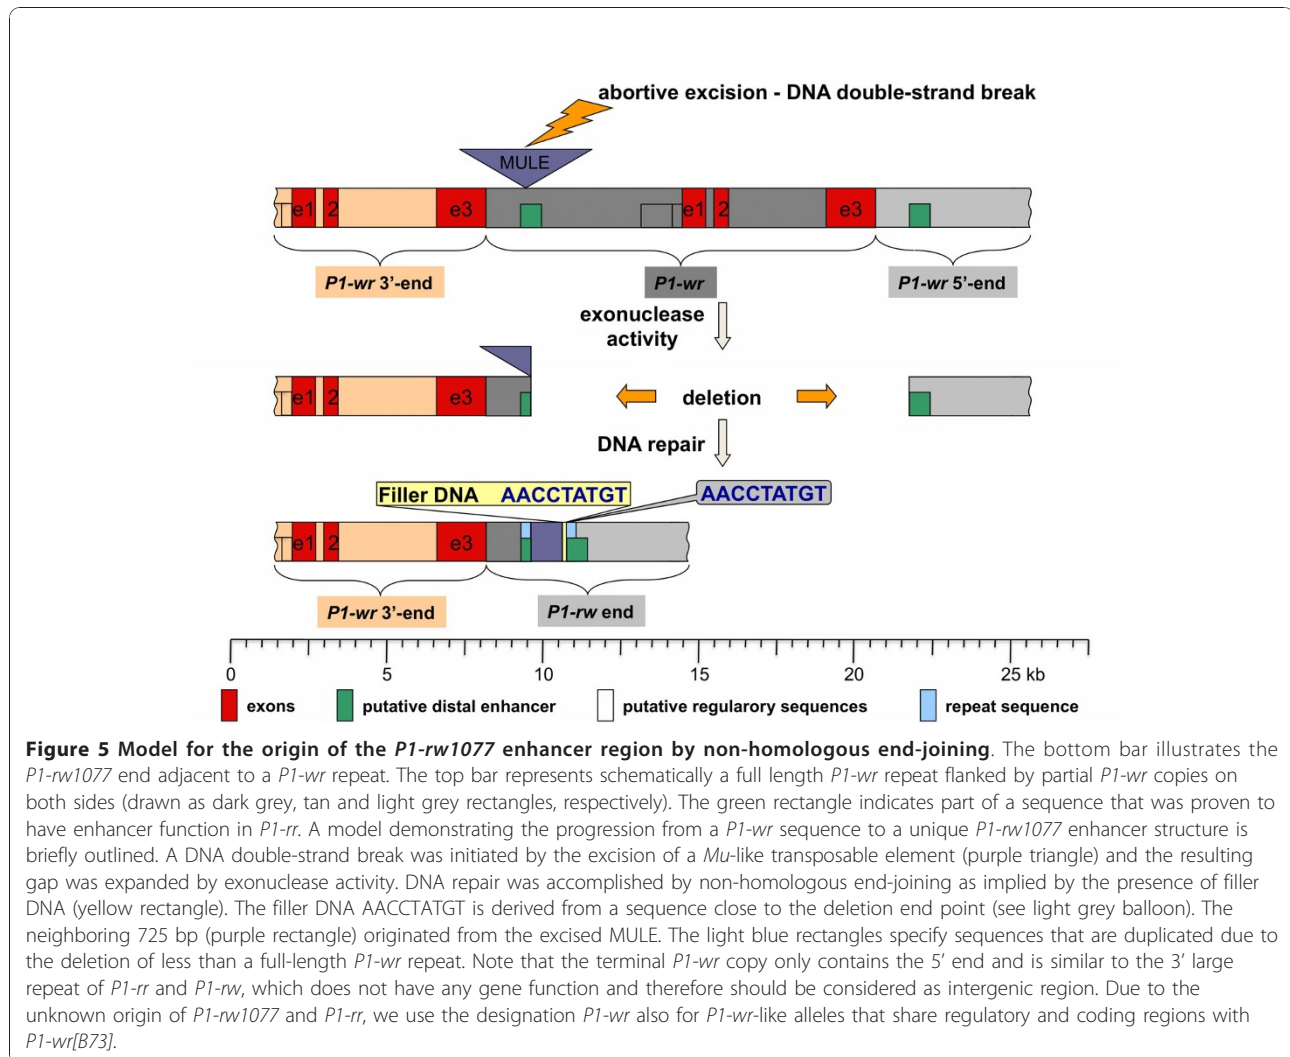 abortive excision - DNA double-strand break
MULE
e1 2 e3 e1 2 e3
P1-wr 3’-end P1-wr P1-wr 5’-end
exonuclease
activity
e1 2 e3 deletion
DNA repair
Filler DNA AACCTATGT AACCTATGT
e1 2 e3
P1-wr 3’-end P1-rw end
0 5 10 15 20 25 kb
exons putative distal enhancer putative regularory sequences repeat sequence
Figure 5 Model for the origin of the P1-rw1077 enhancer region by non-homologous end-joining. The bottom bar illustrates the
P1-rw1077 end adjacent to a P1-wr repeat. The top bar represents schematically a full length P1-wr repeat flanked by partial P1-wr copies on
both sides (drawn as dark grey, tan and light grey rectangles, respectively). The green rectangle indicates part of a sequence that was proven to
have enhancer function in P1-rr. A model demonstrating the progression from a P1-wr sequence to a unique P1-rw1077 enhancer structure is
briefly outlined. A DNA double-strand break was initiated by the excision of a Mu-like transposable element (purple triangle) and the resulting
gap was expanded by exonuclease activity. DNA repair was accomplished by non-homologous end-joining as implied by the presence of filler
DNA (yellow rectangle). The filler DNA AACCTATGT is derived from a sequence close to the deletion end point (see light grey balloon). The
neighboring 725 bp (purple rectangle) originated from the excised MULE. The light blue rectangles specify sequences that are duplicated due to
the deletion of less than a full-length P1-wr repeat. Note that the terminal P1-wr copy only contains the 5’ end and is similar to the 3’ large
repeat of P1-rr and P1-rw, which does not have any gene function and therefore should be considered as intergenic region. Due to the
unknown origin of P1-rw1077 and P1-rr, we use the designation P1-wr also for P1-wr-like alleles that share regulatory and coding regions with
P1-wr[B73].